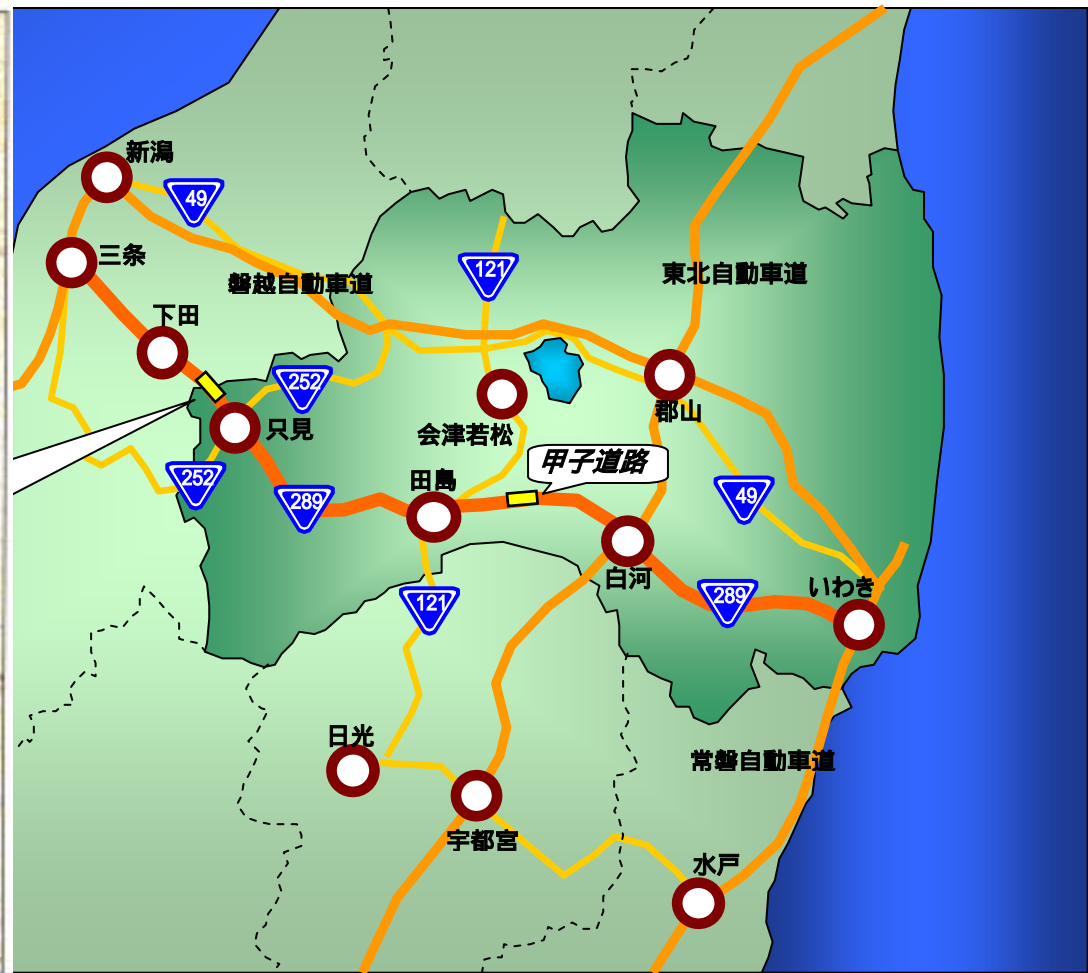 新潟
49
三条
121
東北自動車道
磐越自動車道
下田
252
郡山
只見
会津若松
甲子道路
田島
252
289
49
白河
いわき
289
121
日光
常磐自動車道
宇都宮
水戸